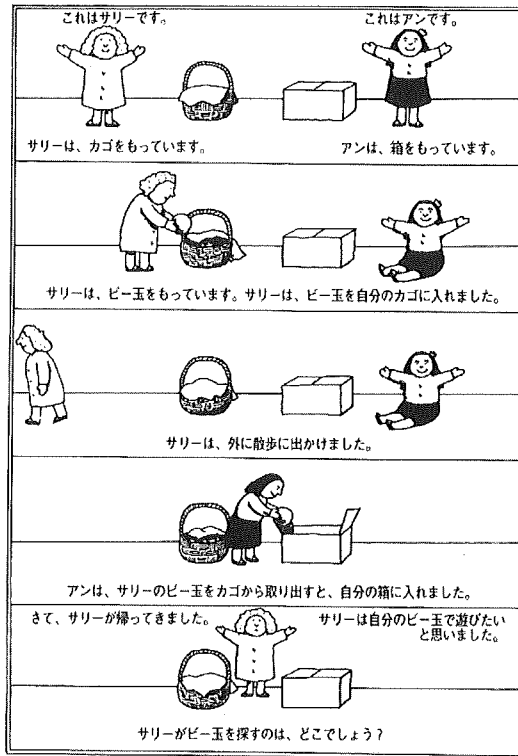 これはサリーです。
これはアンです。
サリーは、カゴをもっています。
アンは、箱をもっています。
サリーは、ビー玉をもっています。サリーは、ビー玉を自分のカゴに入れました。
サリーは、外に散歩に出かけました。
アンは、サリーのビー玉をカゴから取り出すと、自分の箱に入れました。
さて、サリーが帰ってきました。
サリーは自分のビー玉で遊びたい
と思いました。
サリーがビー玉を探すのは、どこでしょう？